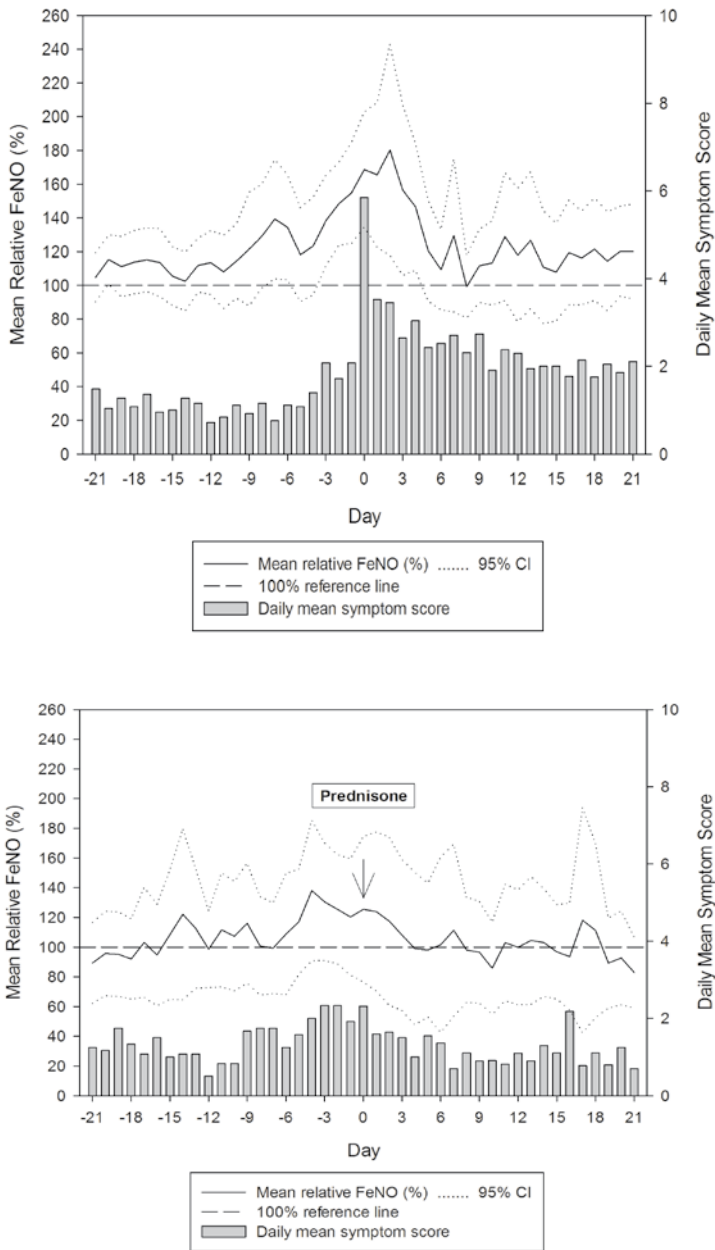 260
240
220
200
180
160
140
120
100
80
60
40
20
0
Mean Relative FeNO (%)
10
8
6
4
2
0
Daily Mean Symptom Score
-21 -18 -15 -12 -9 -6 -3 0 3 6 9 12 15 18 21
Day
Mean relative FeNO (%) ....... 95% CI
100% reference line
Daily mean symptom score
260
240
220
200
180
160
140
120
100
80
60
40
20
0
Mean Relative FeNO (%)
Prednisone
10
8
6
4
2
0
Daily Mean Symptom Score
-21 -18 -15 -12 -9 -6 -3 0 3 6 9 12 15 18 21
Day
Mean relative FeNO (%) ....... 95% CI
100% reference line
Daily mean symptom score